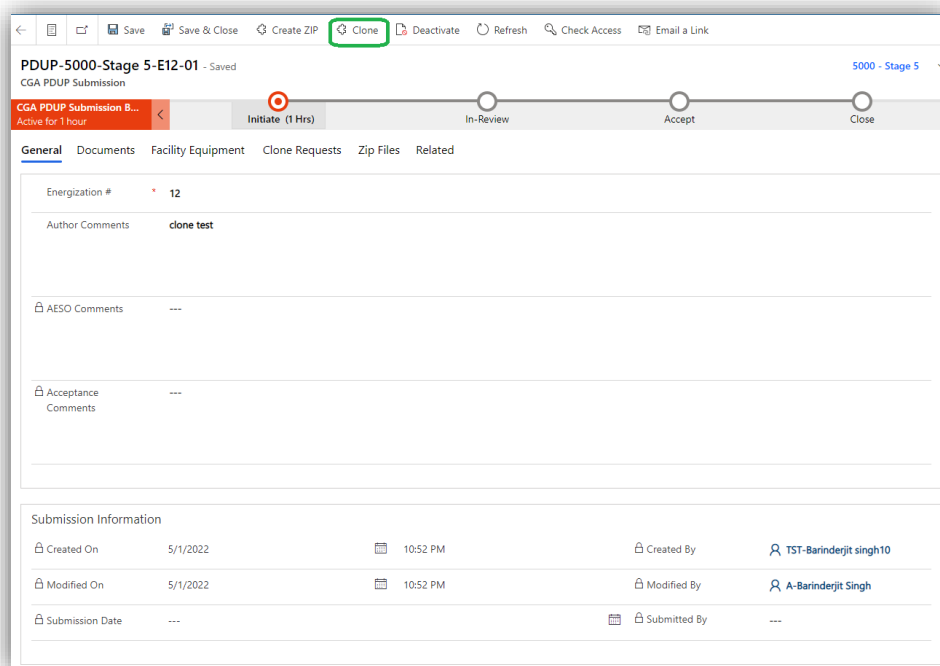 Save Save & Close Create ZIP Clone Deactivate Refresh Check Access Email a Link
PDUP-5000-Stage 5-E12-01 - Saved
5000 - Stage 5
CGA PDUP Submission
CGA PDUP Submission B...
Active for 1 hour
Initiate (1 Hrs) In-Review Accept Close
General Documents Facility Equipment Clone Requests Zip Files Related
Energization # * 12
Author Comments clone test
AESO Comments ---
Acceptance Comments ---
Submission Information
Created On 5/1/2022 10:52 PM Created By TST-Barinderjit singh10
Modified On 5/1/2022 10:52 PM Modified By A-Barinderjit Singh
Submission Date --- Submitted By ---